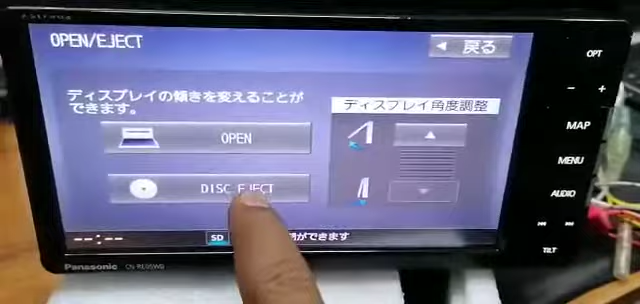 OPEN/EJECT
戻る
ディスプレイの傾きを変えることが
できます。
ディスプレイ角度調整
OPEN
DISC EJECT
--:--
SD
ができます
Panasonic
OPT
− +
MAP
MENU
AUDIO
TILT